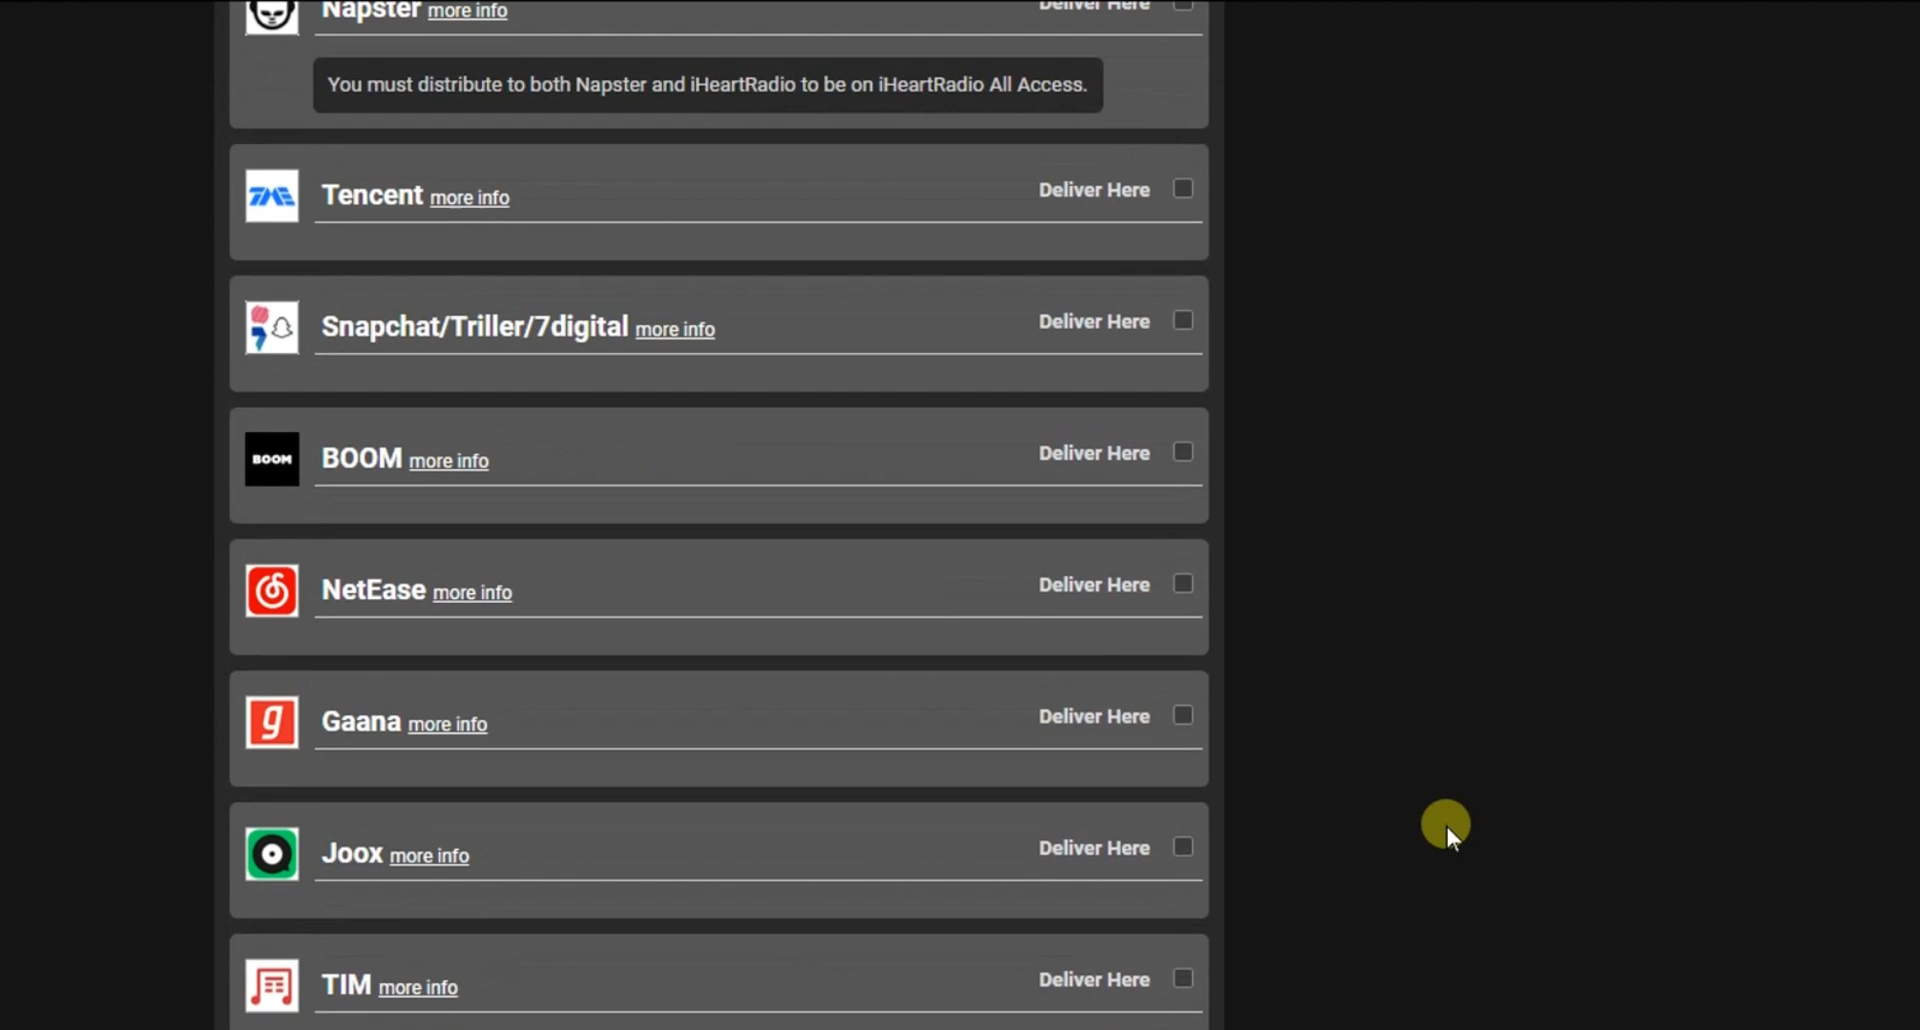 Napster more info Deliver Here
You must distribute to both Napster and iHeartRadio to be on iHeartRadio All Access.
Tencent more info Deliver Here
Snapchat/Triller/7digital more info Deliver Here
BOOM
BOOM more info Deliver Here
NetEase more info Deliver Here
g
Gaana more info Deliver Here
Joox more info Deliver Here
TIM more info Deliver Here